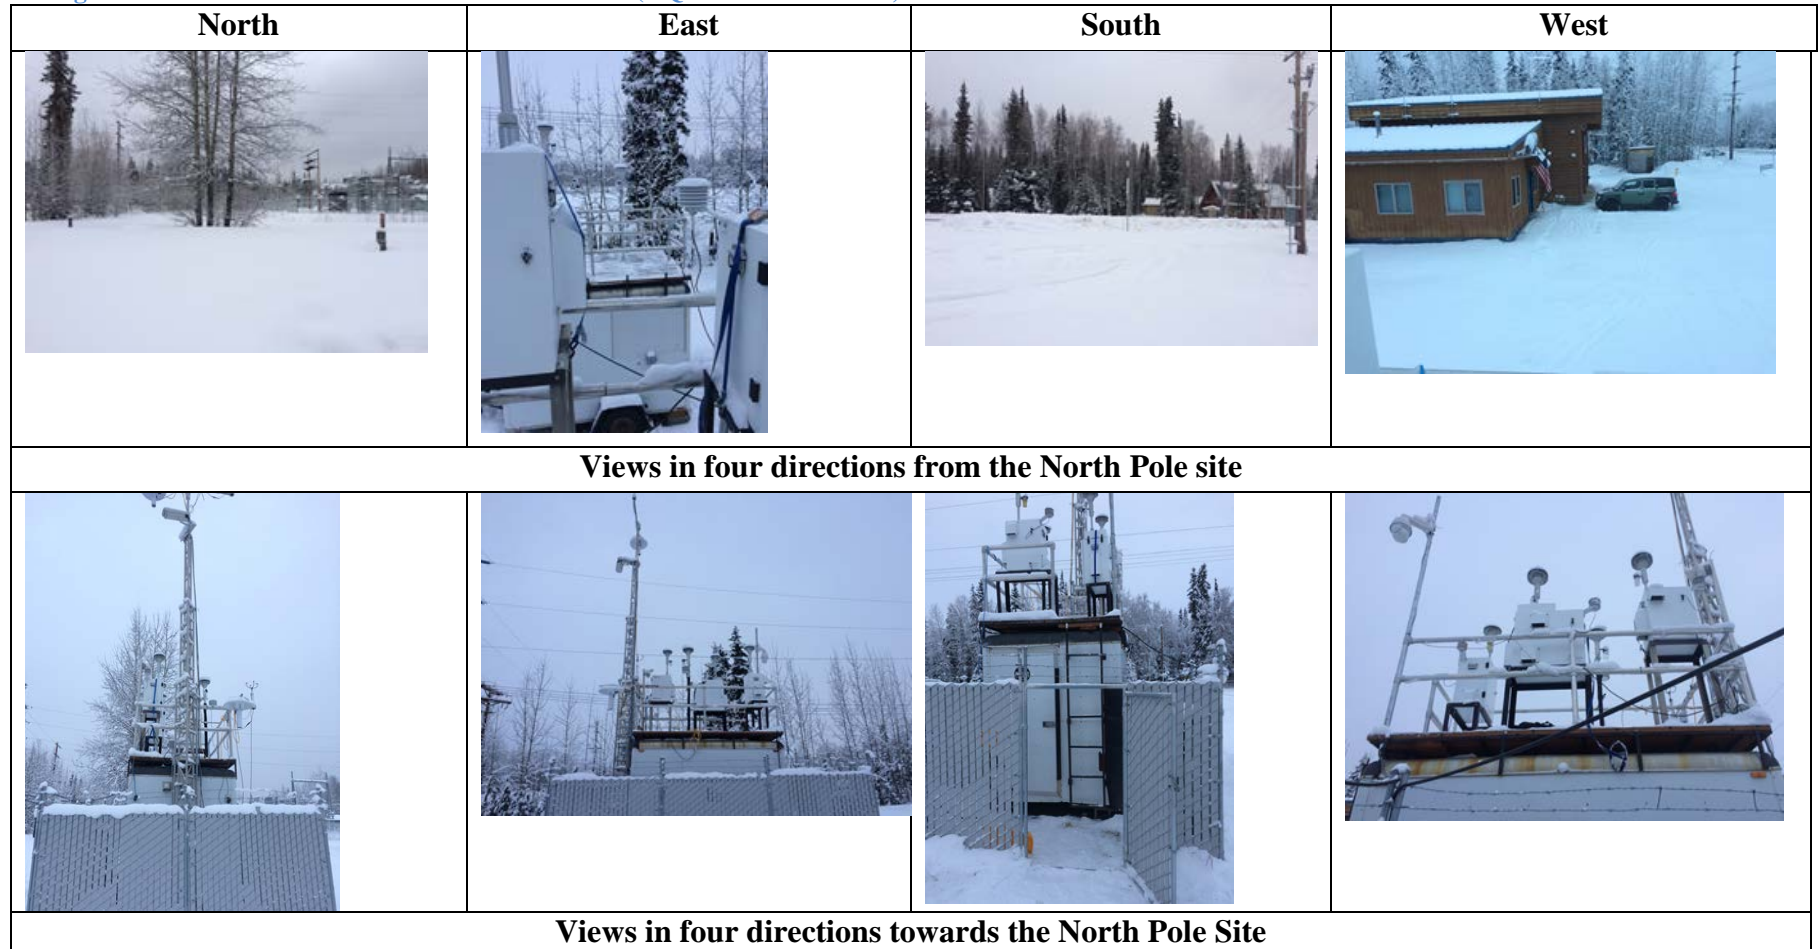 North East South West
Views in four directions from the North Pole site
Views in four directions towards the North Pole Site